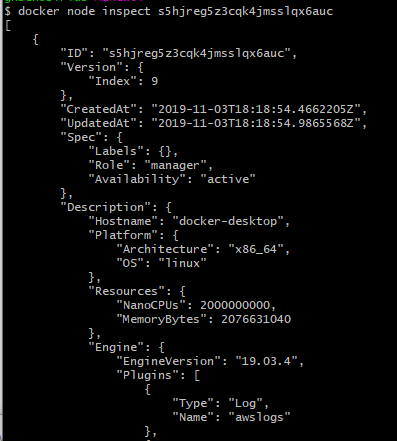 $ docker node inspect s5hjreg5z3cqk4jmsslqx6auc
[
    {
        "ID": "s5hjreg5z3cqk4jmsslqx6auc",
        "Version": {
            "Index": 9
        },
        "CreatedAt": "2019-11-03T18:18:54.4662205Z",
        "UpdatedAt": "2019-11-03T18:18:54.9865568Z",
        "Spec": {
            "Labels": {},
            "Role": "manager",
            "Availability": "active"
        },
        "Description": {
            "Hostname": "docker-desktop",
            "Platform": {
                "Architecture": "x86_64",
                "OS": "linux"
            },
            "Resources": {
                "NanoCPUs": 2000000000,
                "MemoryBytes": 2076631040
            },
            "Engine": {
                "EngineVersion": "19.03.4",
                "Plugins": [
                    {
                        "Type": "Log",
                        "Name": "awslogs"
                    },